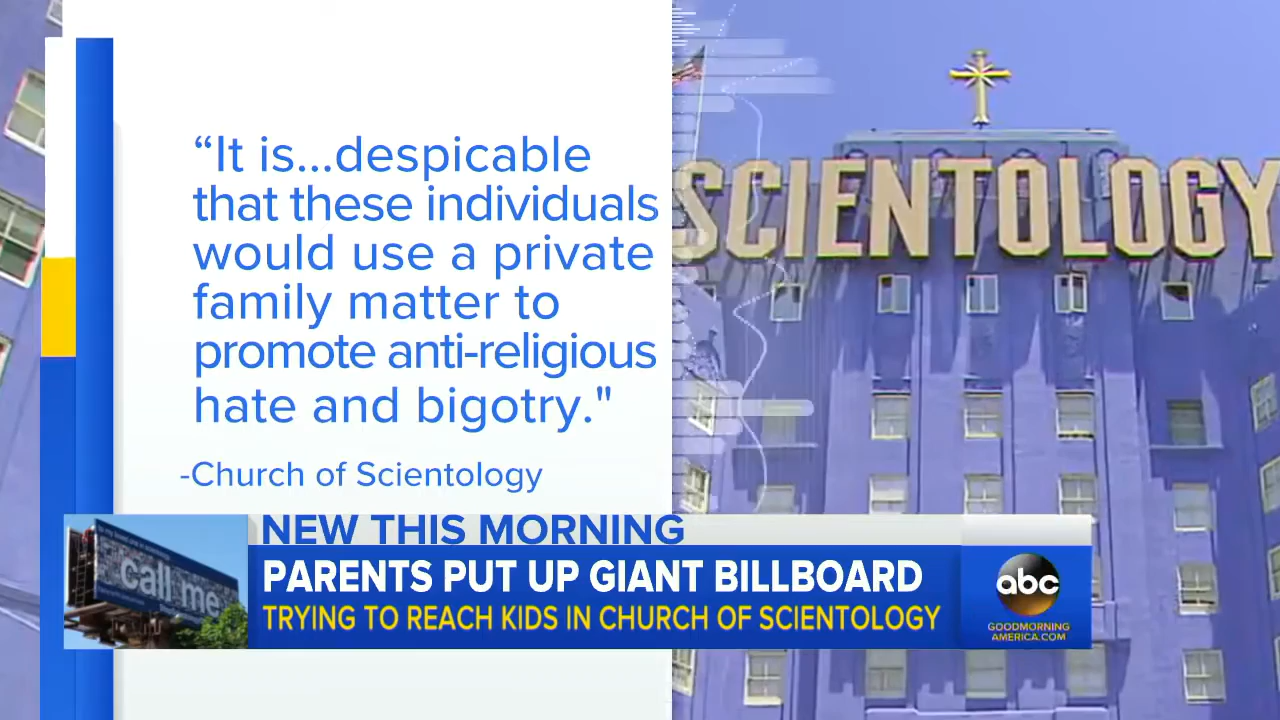 “It is...despicable
that these individuals
would use a private
family matter to
promote anti-religious
hate and bigotry."
-Church of Scientology
SCIENTOLOGY
NEW THIS MORNING
PARENTS PUT UP GIANT BILLBOARD
TRYING TO REACH KIDS IN CHURCH OF SCIENTOLOGY
call me
abc
GOODMORNING
AMERICA.COM